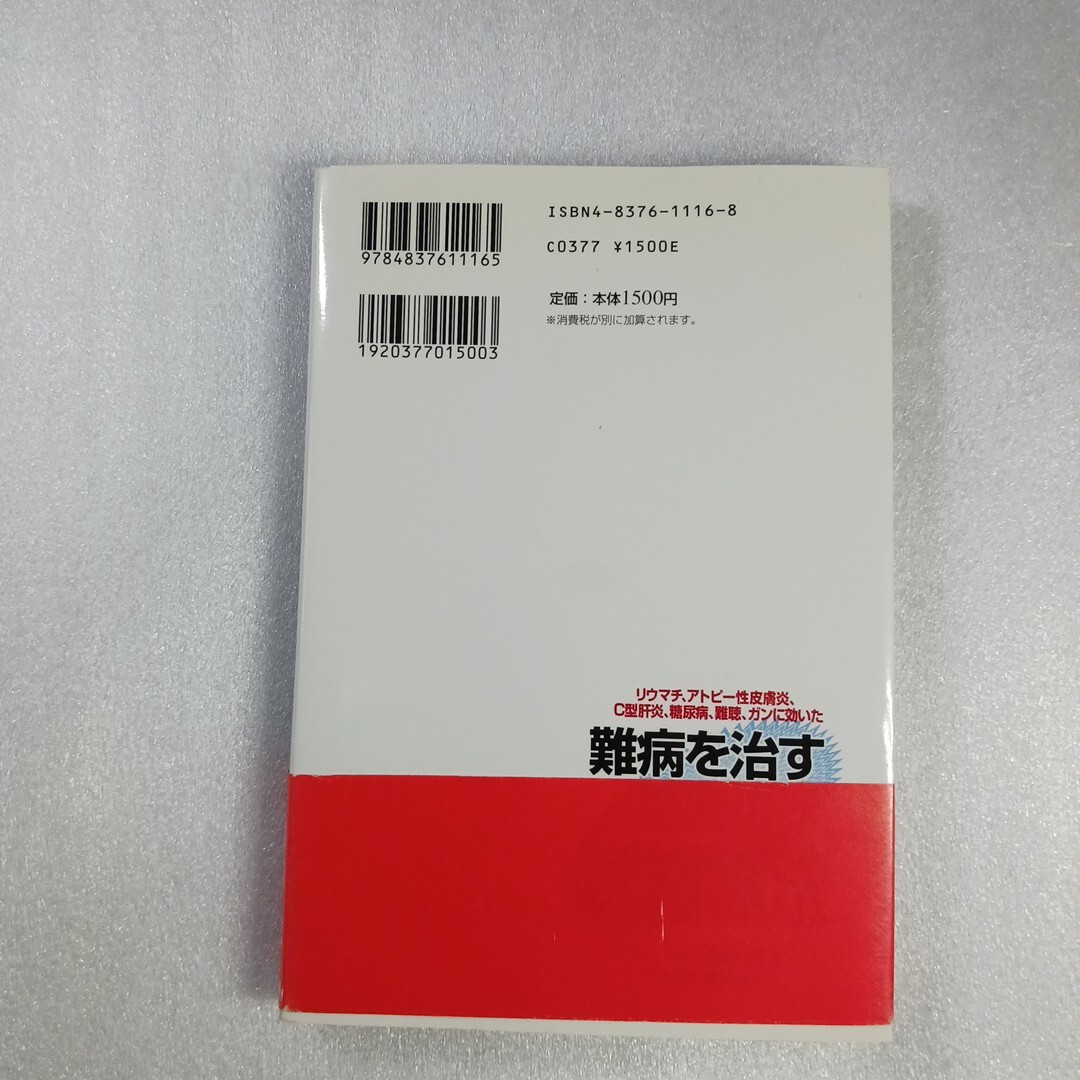 9784837611165
ISBN4-8376-1116-8
C0377 ¥1500E
1920377015003
定価：本体1500円
※消費税が別に加算されます。
リウマチ、アトピー性皮膚炎、
C型肝炎、糖尿病、難聴、ガンに効いた
難病を治す